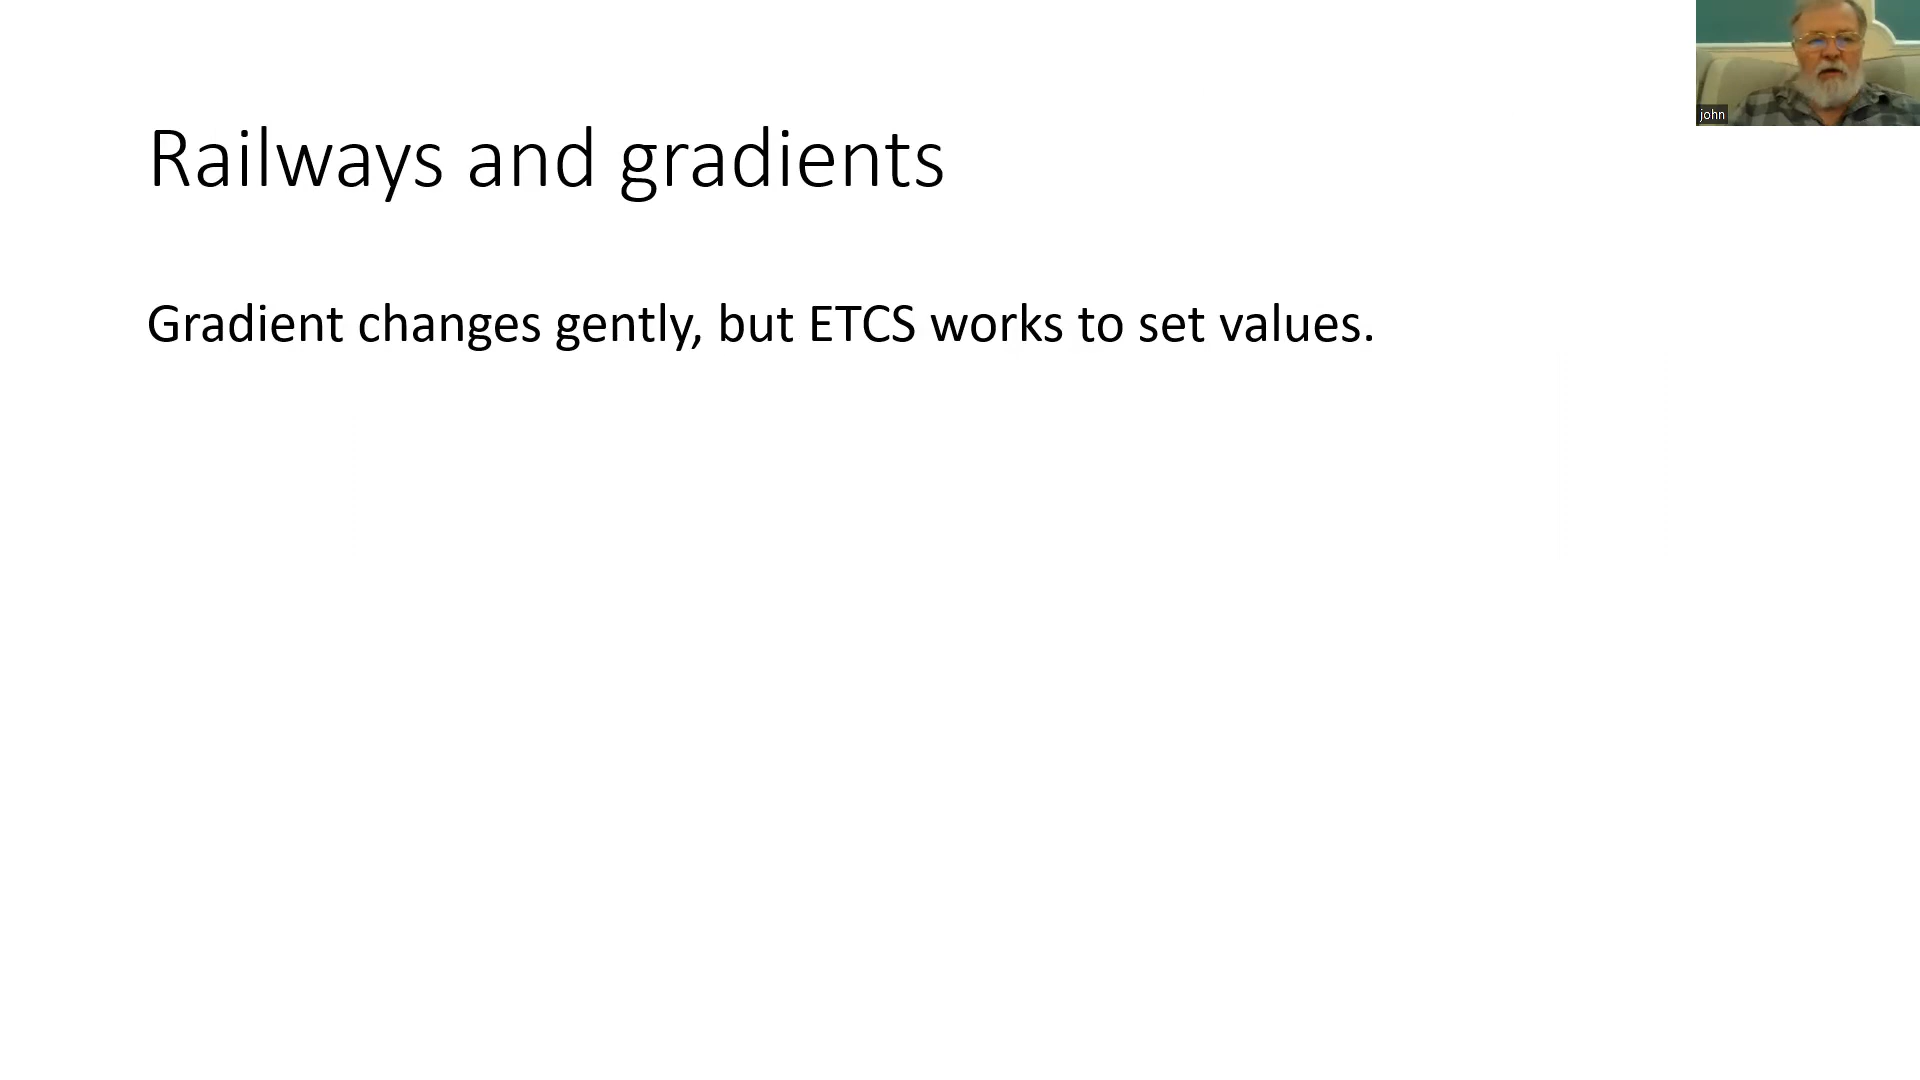 Railways and gradients
Gradient changes gently, but ETCS works to set values.
john